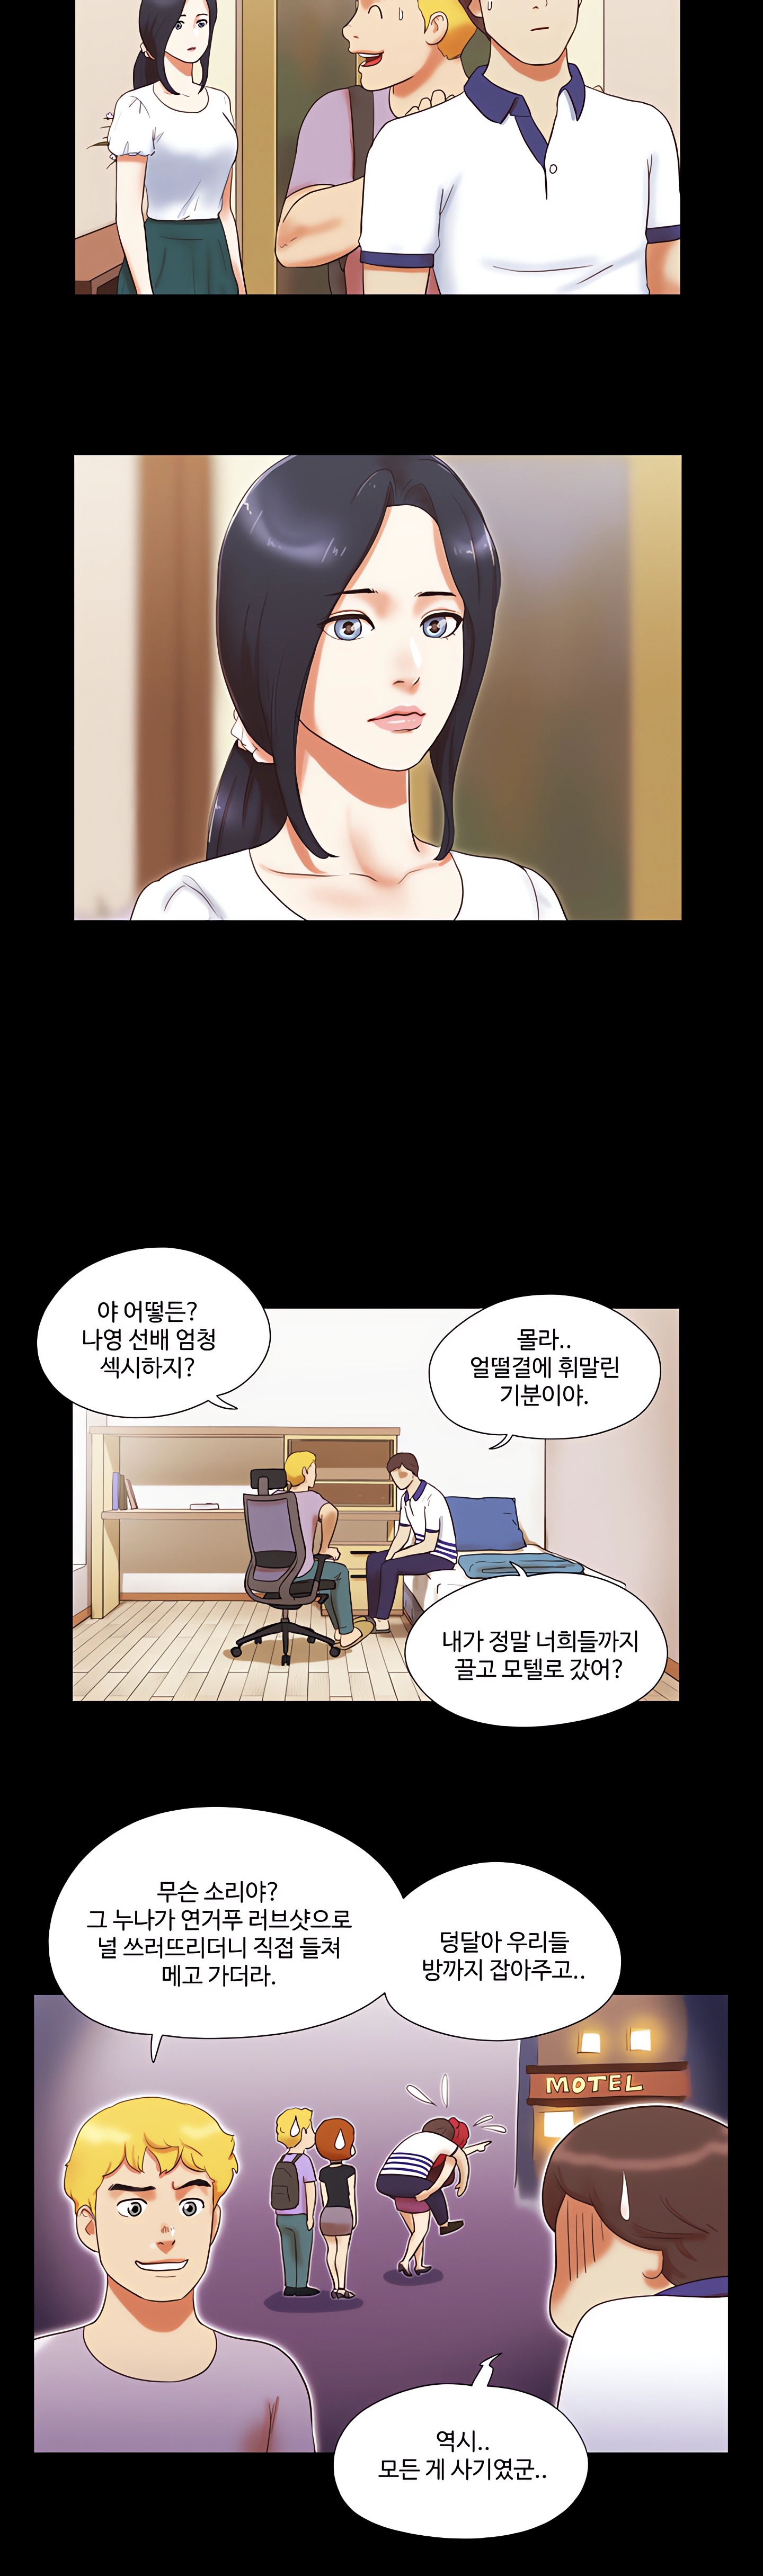 야 어떻든?
나영 선배 엄청
섹시하지?
몰라..
얼떨결에 휘말린
기분이야.
내가 정말 너희들까지
끌고 모텔로 갔어?
무슨 소리야?
그 누나가 연거푸 러브샷으로
널 쓰러뜨리더니 직접 들쳐
메고 가더라.
덩달아 우리들
방까지 잡아주고..
MOTEL
역시..
모든 게 사기였군..